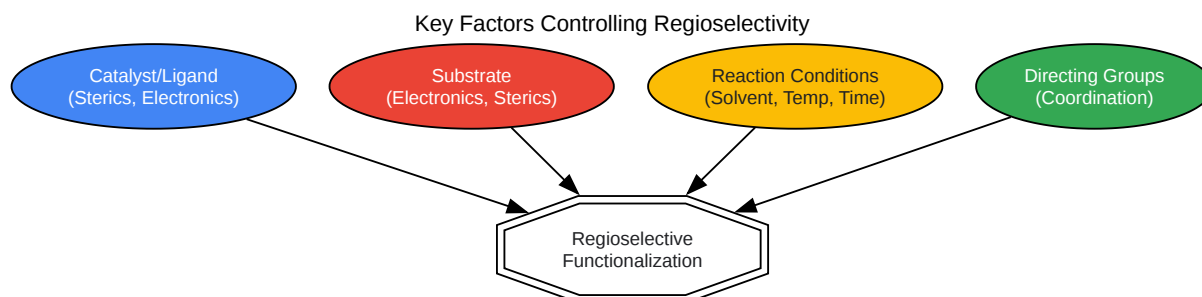 Key Factors Controlling Regioselectivity
Catalyst/Ligand
(Sterics, Electronics)
Substrate
(Electronics, Sterics)
Reaction Conditions
(Solvent, Temp, Time)
Directing Groups
(Coordination)
Regioselective
Functionalization